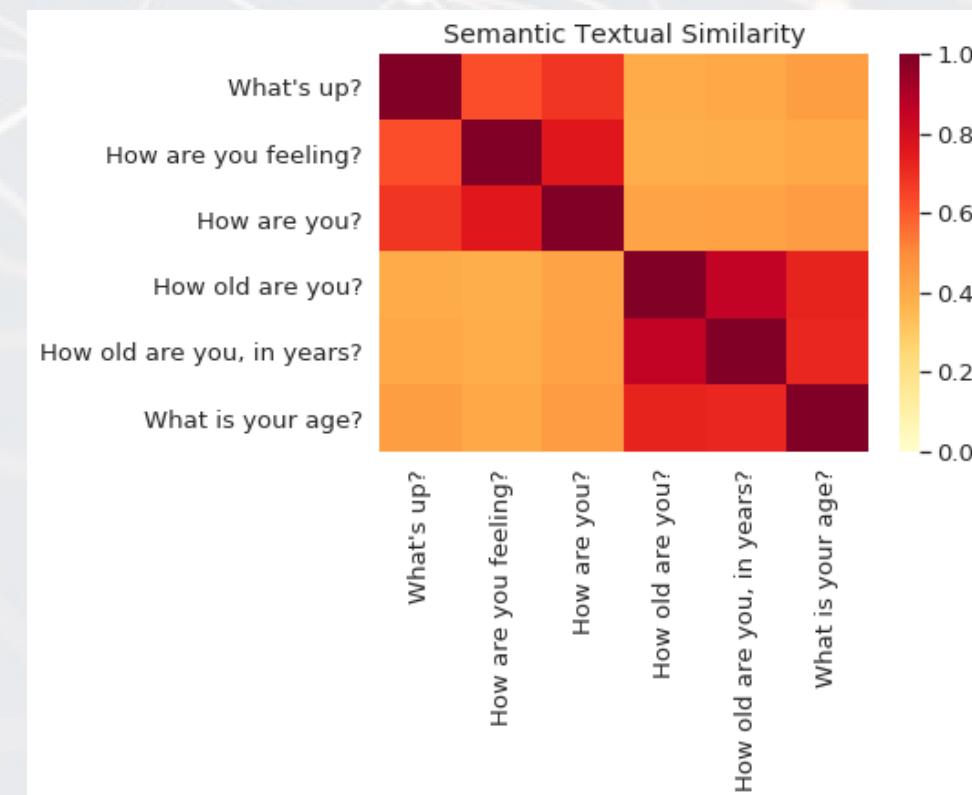 Semantic Textual Similarity
What's up?
How are you feeling?
How are you?
How old are you?
How old are you, in years?
What is your age?
1.0
0.8
0.6
0.4
0.2
0.0
What's up?
How are you feeling?
How are you?
How old are you?
How old are you, in years?
What is your age?